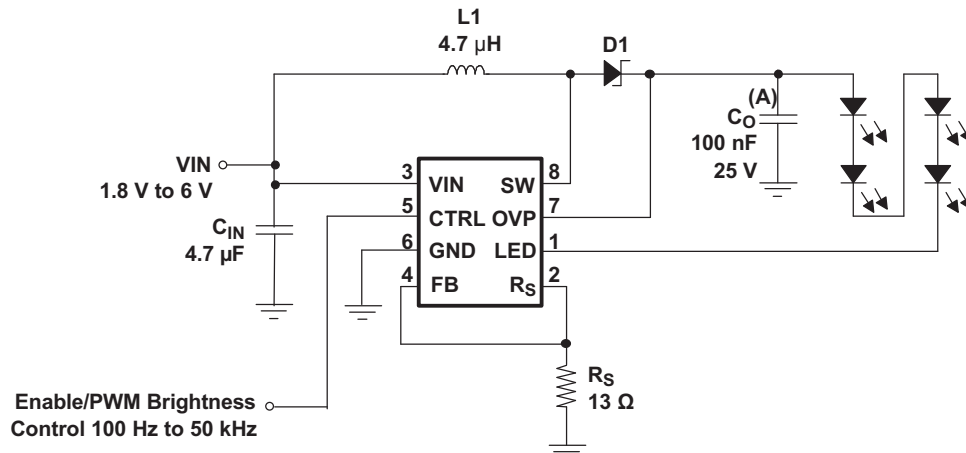 L1
4.7 µH
D1
(A)
CO
100 nF
25 V
VIN
1.8 V to 6 V
CIN
4.7 µF
3 VIN SW 8
5 CTRL OVP 7
6 GND LED 1
4 FB RS 2
RS
13 Ω
Enable/PWM Brightness
Control 100 Hz to 50 kHz